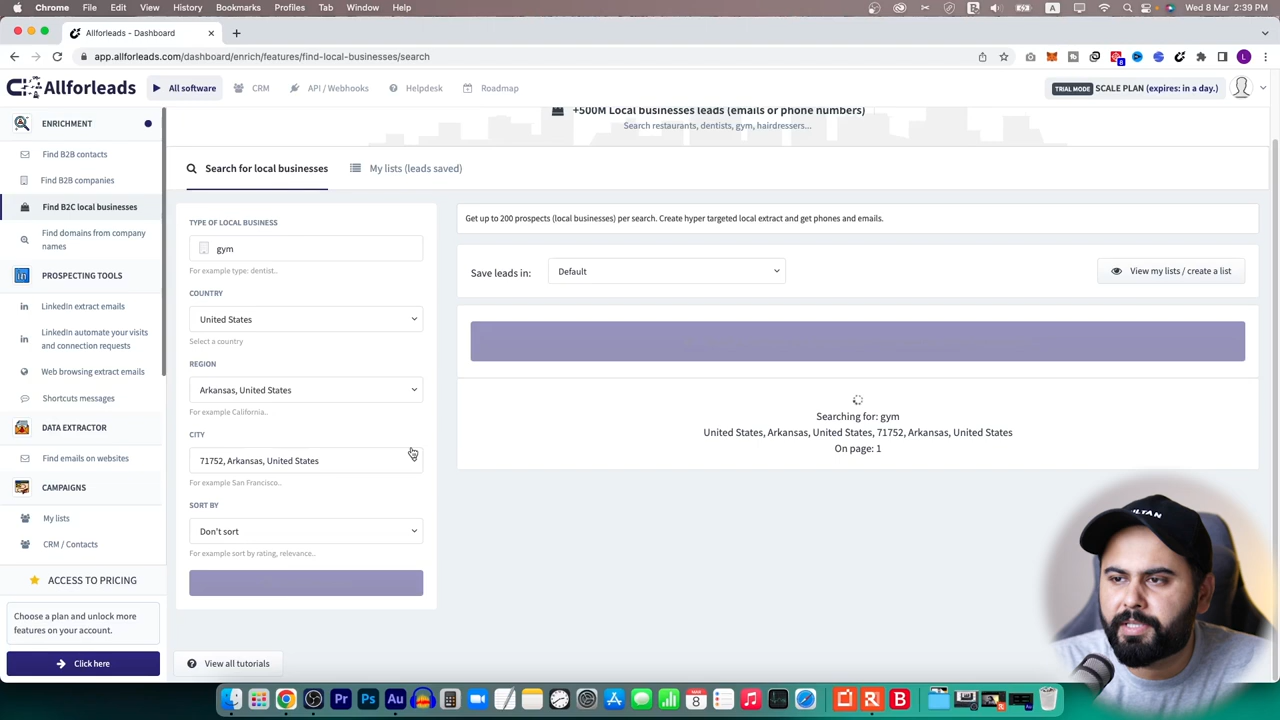 Chrome File Edit View History Bookmarks Profiles Tab Window Help
A Wed 8 Mar 2:39 PM
Allforleads - Dashboard
app.allforleads.com/dashboard/enrich/features/find-local-businesses/search
8 L
Allforleads All software CRM API / Webhooks Helpdesk Roadmap
TRIAL MODE SCALE PLAN (expires: in a day.)
ENRICHMENT
Find B2B contacts
Find B2B companies
Find B2C local businesses
Find domains from company
names
PROSPECTING TOOLS
in LinkedIn extract emails
in LinkedIn automate your visits
and connection requests
Web browsing extract emails
Shortcuts messages
DATA EXTRACTOR
Find emails on websites
CAMPAIGNS
My lists
CRM / Contacts
ACCESS TO PRICING
Choose a plan and unlock more
features on your account.
Click here
+500M Local businesses leads (emails or phone numbers)
Search restaurants, dentists, gym, hairdressers...
Search for local businesses My lists (leads saved)
TYPE OF LOCAL BUSINESS
gym
For example type: dentist..
COUNTRY
United States
Select a country
REGION
Arkansas, United States
For example California..
CITY
71752, Arkansas, United States
For example San Francisco..
SORT BY
Don't sort
For example sort by rating, relevance..
View all tutorials
Get up to 200 prospects (local businesses) per search. Create hyper targeted local extract and get phones and emails.
Save leads in: Default View my lists / create a list
Searching for: gym
United States, Arkansas, United States, 71752, Arkansas, United States
On page: 1
Pr Ps Au 8 R B